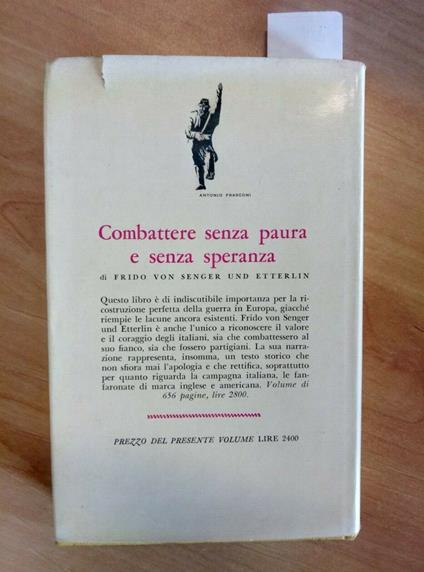 ANTONIO FRASCONI
Combattere senza paura
e senza speranza
di FRIDO VON SENGER UND ETTERLIN
Questo libro è di indiscutibile importanza per la ri-
costruzione perfetta della guerra in Europa, giacché
riempie le lacune ancora esistenti. Frido von Senger
und Etterlin è anche l'unico a riconoscere il valore
e il coraggio degli italiani, sia che combattessero al
suo fianco, sia che fossero partigiani. La sua narra-
zione rappresenta, insomma, un testo storico che
non sfiora mai l'apologia e che rettifica, soprattutto
per quanto riguarda la campagna italiana, le fan-
faronate di marca inglese e americana. Volume di
656 pagine, lire 2800.
PREZZO DEL PRESENTE VOLUME LIRE 2400